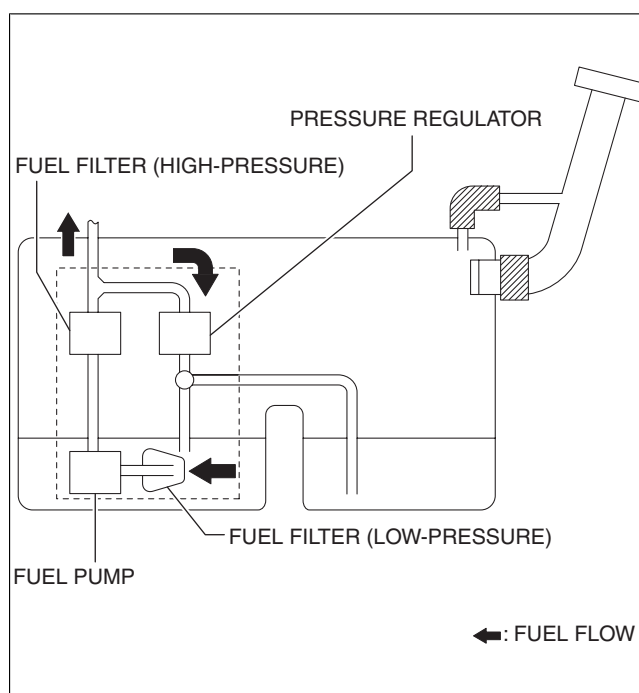 PRESSURE REGULATOR
FUEL FILTER (HIGH-PRESSURE)
FUEL FILTER (LOW-PRESSURE)
FUEL PUMP
: FUEL FLOW